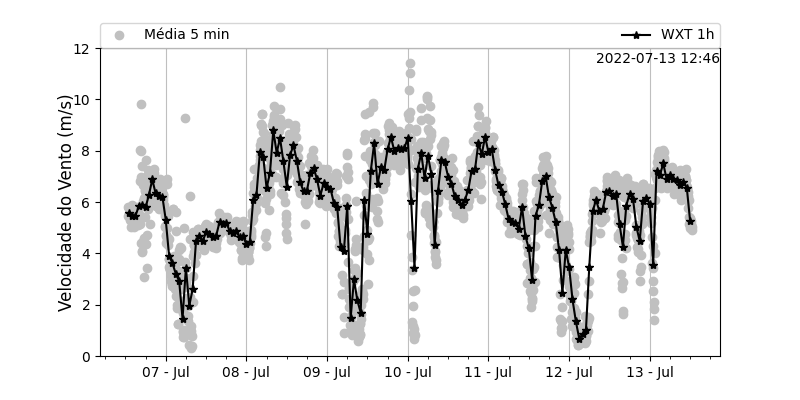 Média 5 min
WXT 1h
2022-07-13 12:46
Velocidade do Vento (m/s)
12
10
8
6
4
2
0
07 - Jul
08 - Jul
09 - Jul
10 - Jul
11 - Jul
12 - Jul
13 - Jul